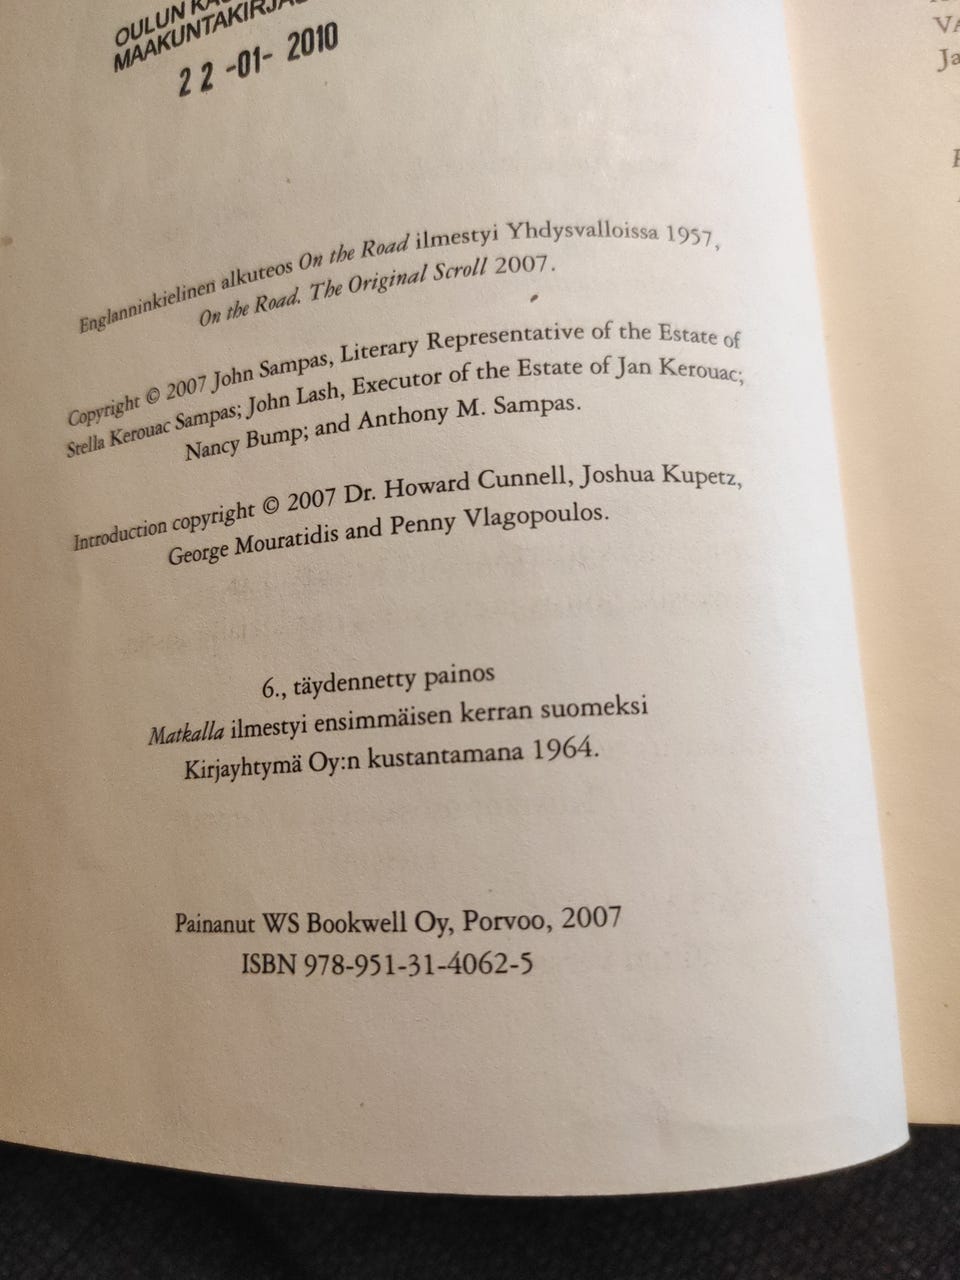 OULUN
MAAKUNTAKIRJA
22 -01- 2010
Englanninkielinen alkuteos On the Road ilmestyi Yhdysvalloissa 1957,
On the Road. The Original Scroll 2007.
Copyright © 2007 John Sampas, Literary Representative of the Estate of
Stella Kerouac Sampas; John Lash, Executor of the Estate of Jan Kerouac;
Nancy Bump; and Anthony M. Sampas.
Introduction copyright © 2007 Dr. Howard Cunnell, Joshua Kupetz,
George Mouratidis and Penny Vlagopoulos.
6., täydennetty painos
Matkalla ilmestyi ensimmäisen kerran suomeksi
Kirjayhtymä Oy:n kustantamana 1964.
Painanut WS Bookwell Oy, Porvoo, 2007
ISBN 978-951-31-4062-5